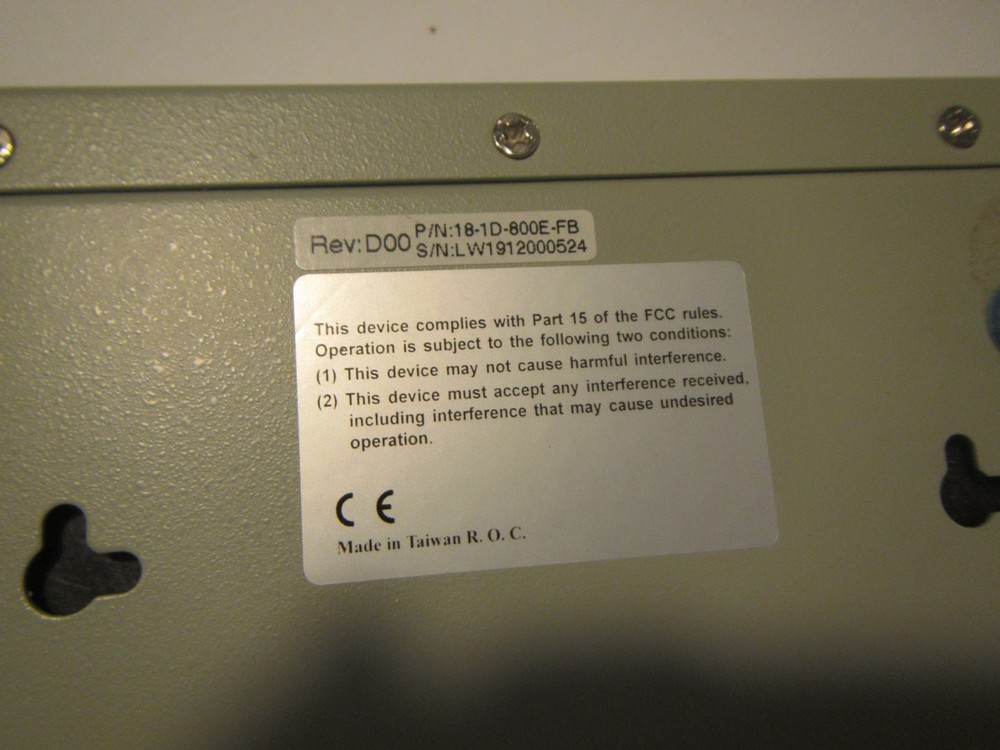 Rev:D00 P/N:18-1D-800E-FB
S/N:LW1912000524
This device complies with Part 15 of the FCC rules.
Operation is subject to the following two conditions:
(1) This device may not cause harmful interference.
(2) This device must accept any interference received,
including interference that may cause undesired
operation.
CE
Made in Taiwan R. O. C.